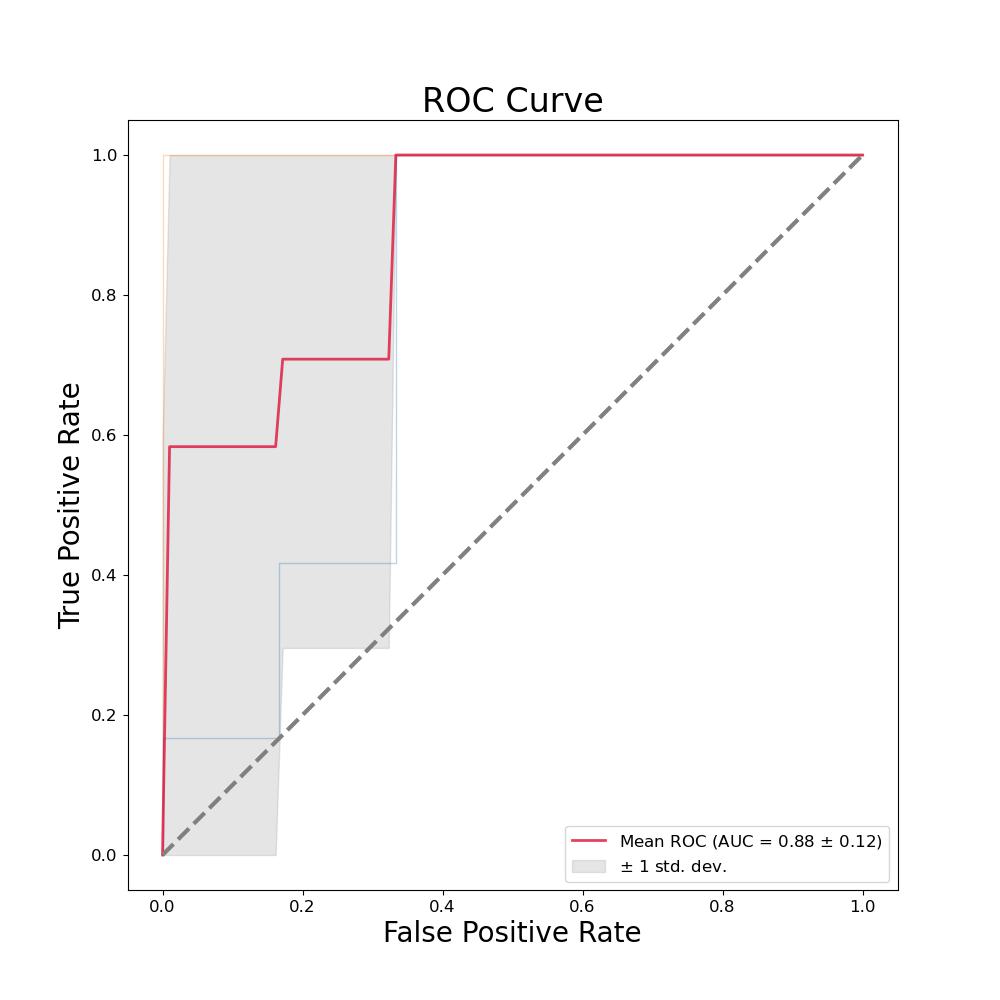 ROC Curve
True Positive Rate
1.0
0.8
0.6
0.4
0.2
0.0
Mean ROC (AUC = 0.88 ± 0.12)
± 1 std. dev.
0.0 0.2 0.4 0.6 0.8 1.0
False Positive Rate